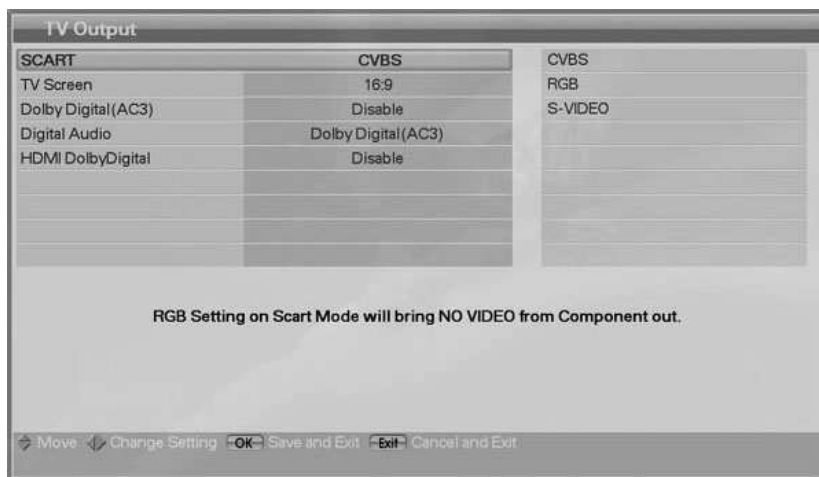 TV Output
SCART CVBS
TV Screen 16:9
Dolby Digital(AC3) Disable
Digital Audio Dolby Digital(AC3)
HDMI DolbyDigital Disable
CVBS
RGB
S-VIDEO
RGB Setting on Scart Mode will bring NO VIDEO from Component out.
Move Change Setting OK Save and Exit Exit Cancel and Exit